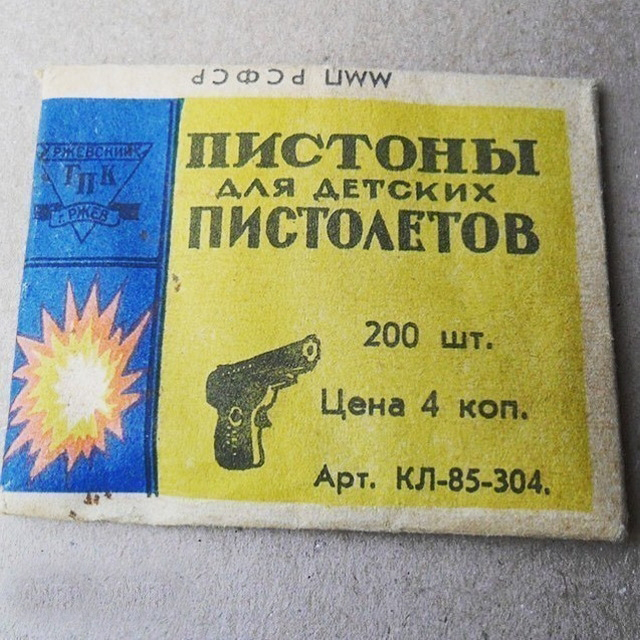 ММП РСФСР
РЖЕВСКИЙ
ТПК
Г. РЖЕВ
ПИСТОНЫ
ДЛЯ ДЕТСКИХ
ПИСТОЛЕТОВ
200 шт.
Цена 4 коп.
Арт. КЛ-85-304.